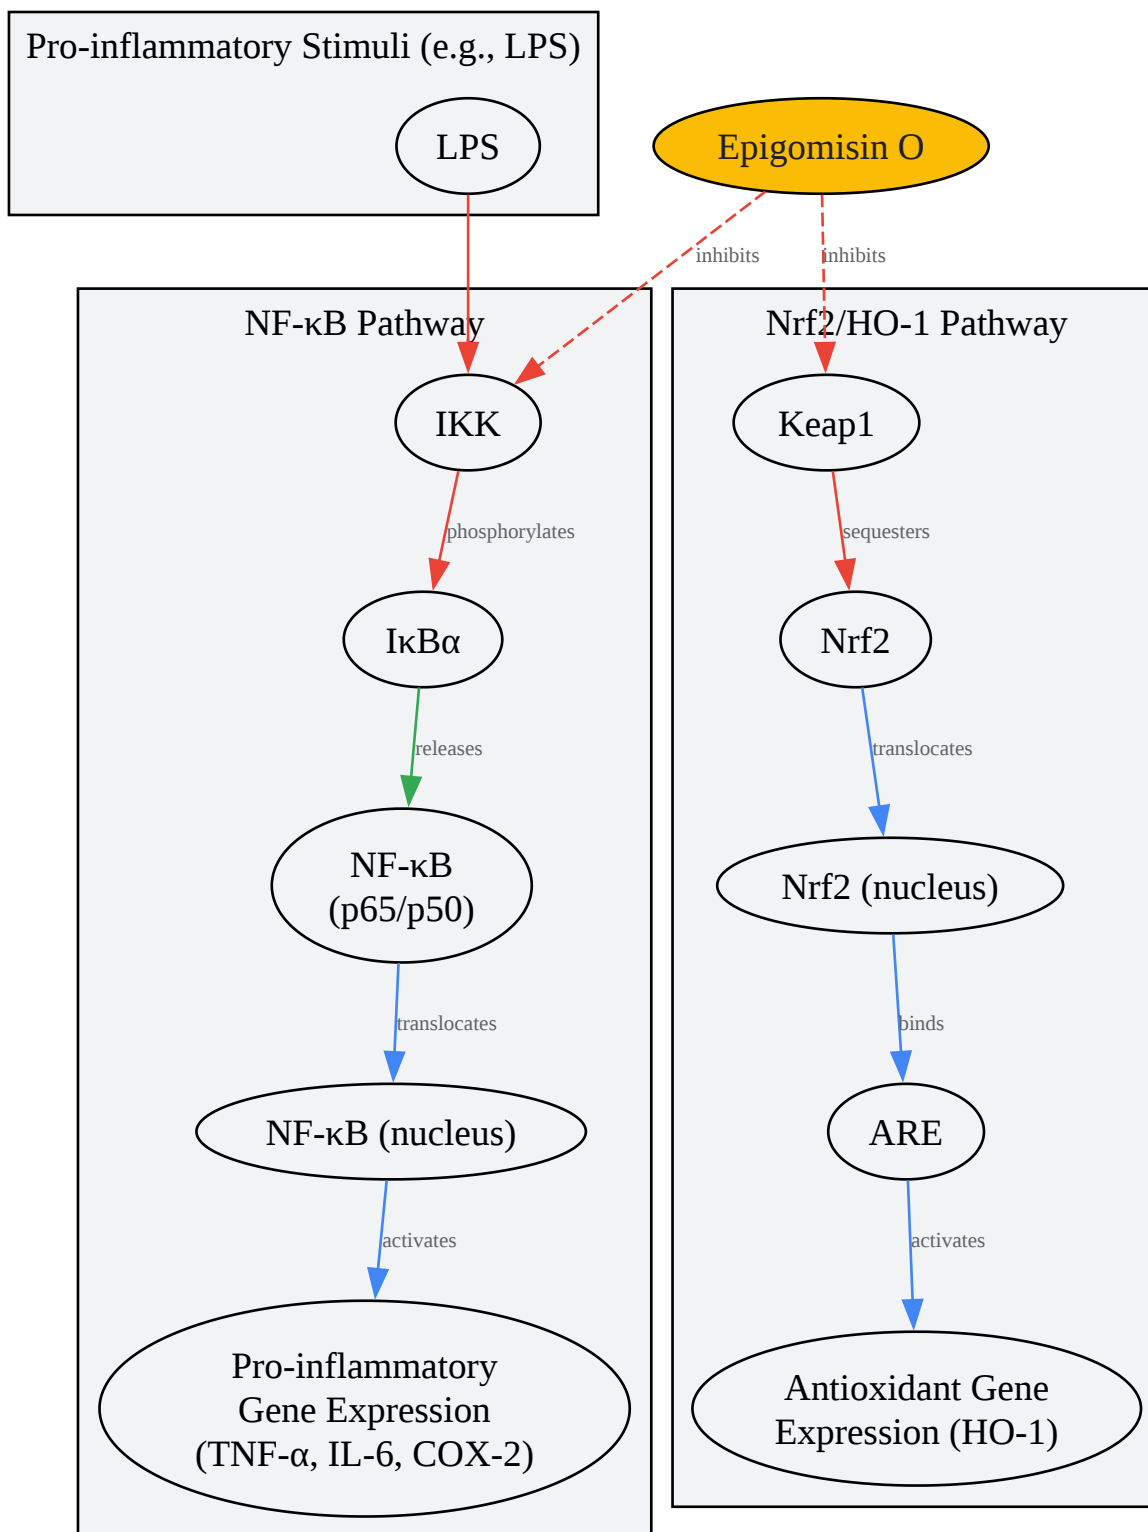 Pro-inflammatory Stimuli (e.g., LPS)
LPS
Epigomisin O
inhibits
inhibits
NF-κB Pathway
Nrf2/HO-1 Pathway
IKK
Keap1
phosphorylates
sequesters
IκBα
Nrf2
releases
translocates
NF-κB
(p65/p50)
Nrf2 (nucleus)
translocates
binds
NF-κB (nucleus)
ARE
activates
activates
Pro-inflammatory
Gene Expression
(TNF-α, IL-6, COX-2)
Antioxidant Gene
Expression (HO-1)